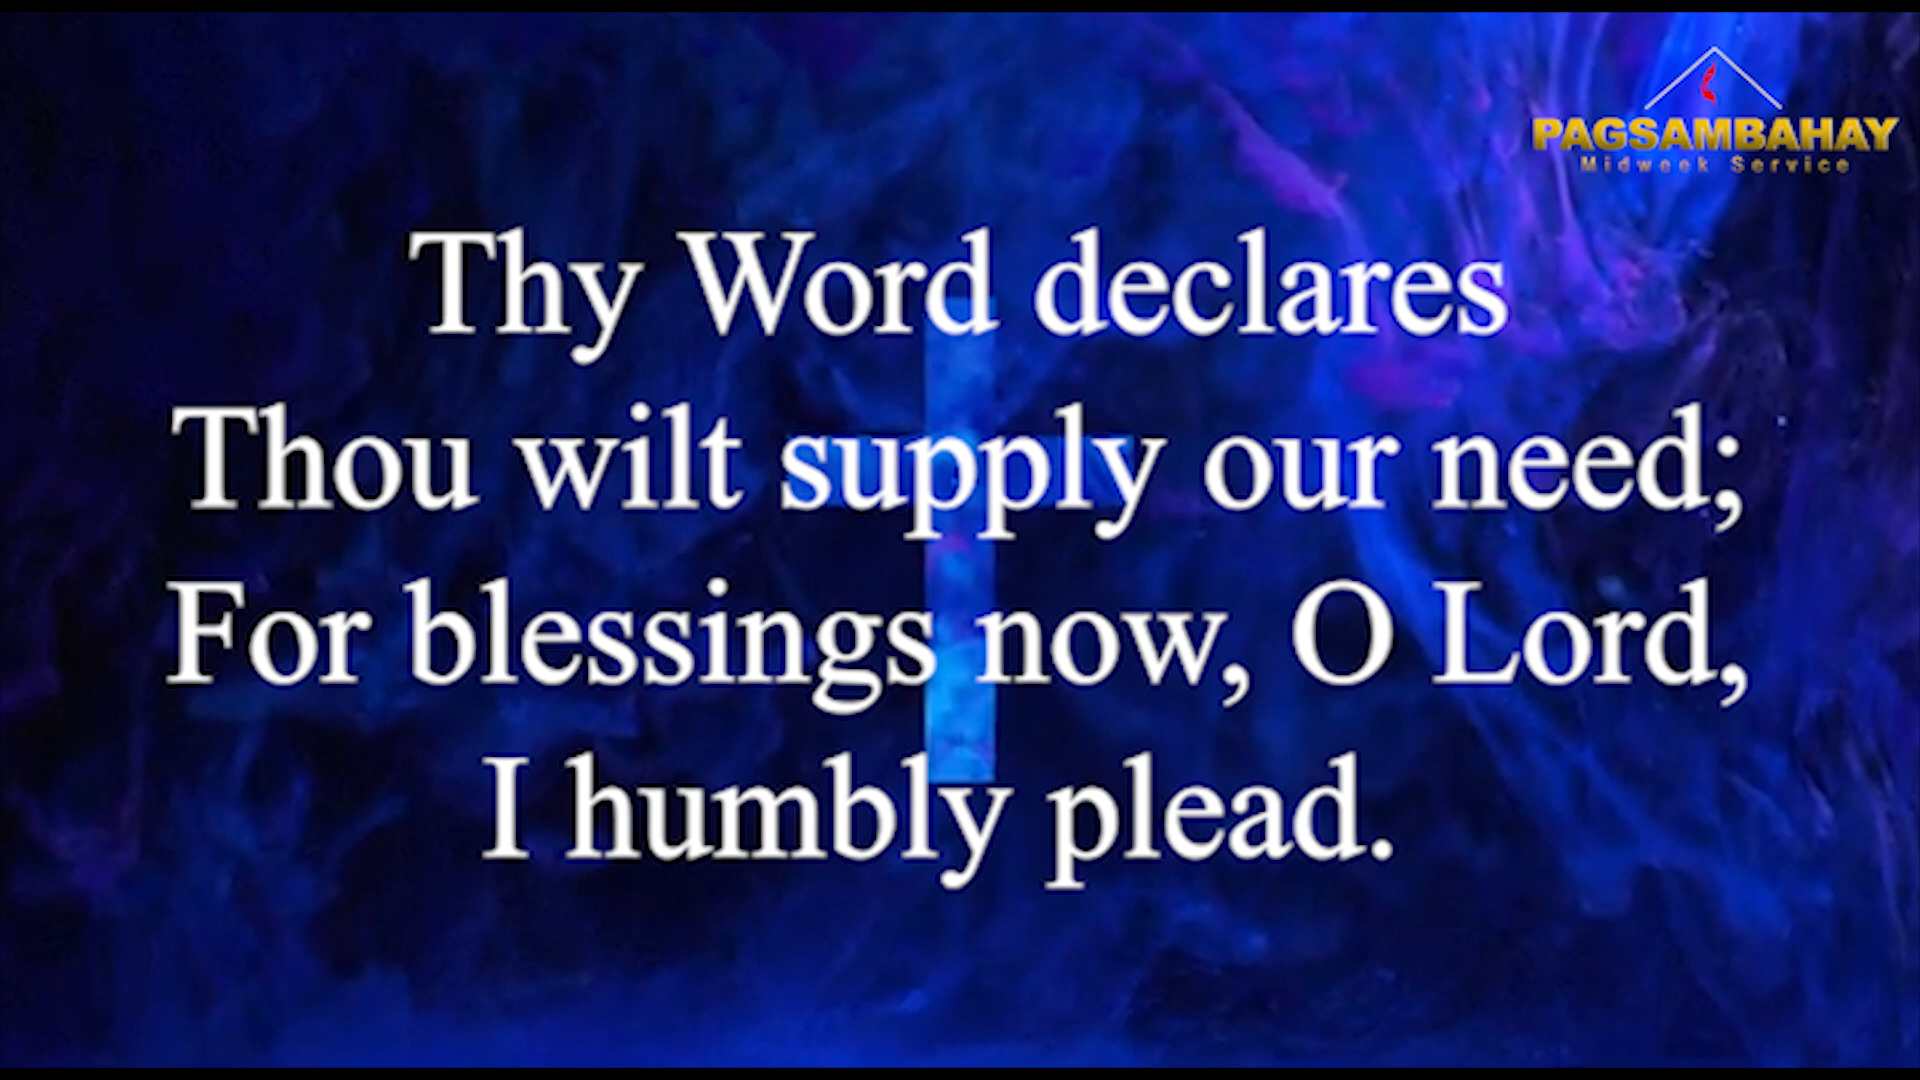 PAGSAMBAHAY
Midweek Service
Thy Word declares
Thou wilt supply our need;
For blessings now, O Lord,
I humbly plead.